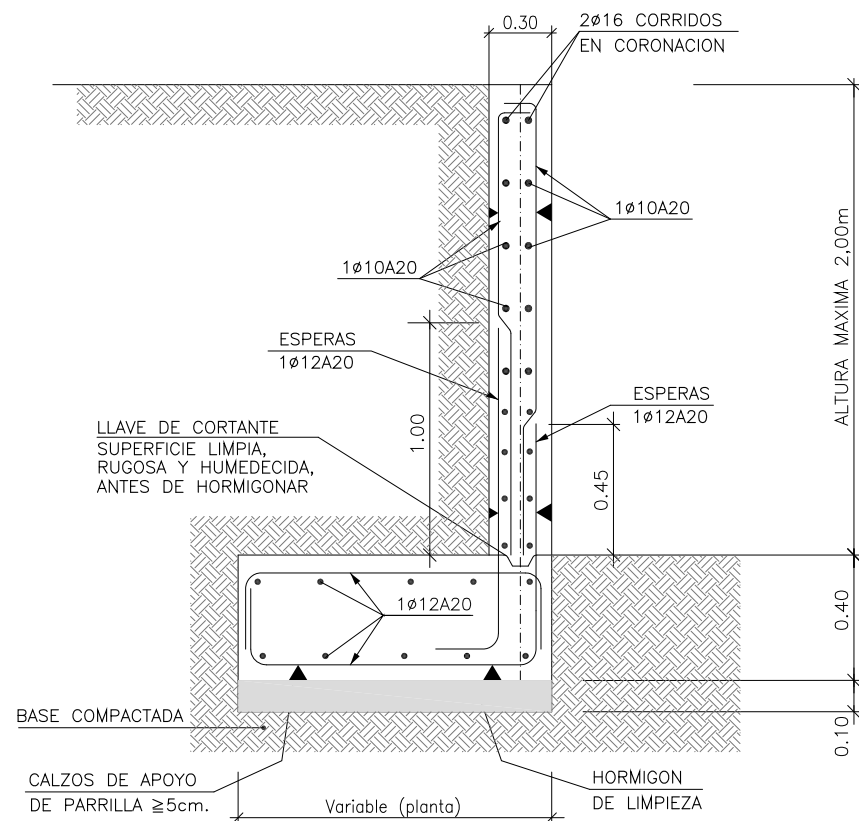 0.30
2ø16 CORRIDOS
EN CORONACION
1ø10A20
1ø10A20
ALTURA MAXIMA 2,00m
ESPERAS
1ø12A20
ESPERAS
1ø12A20
1.00
LLAVE DE CORTANTE
SUPERFICIE LIMPIA,
RUGOSA Y HUMEDECIDA,
ANTES DE HORMIGONAR
0.45
1ø12A20
0.40
BASE COMPACTADA
0.10
CALZOS DE APOYO
DE PARRILLA ≧5cm.
Variable (planta)
HORMIGON
DE LIMPIEZA